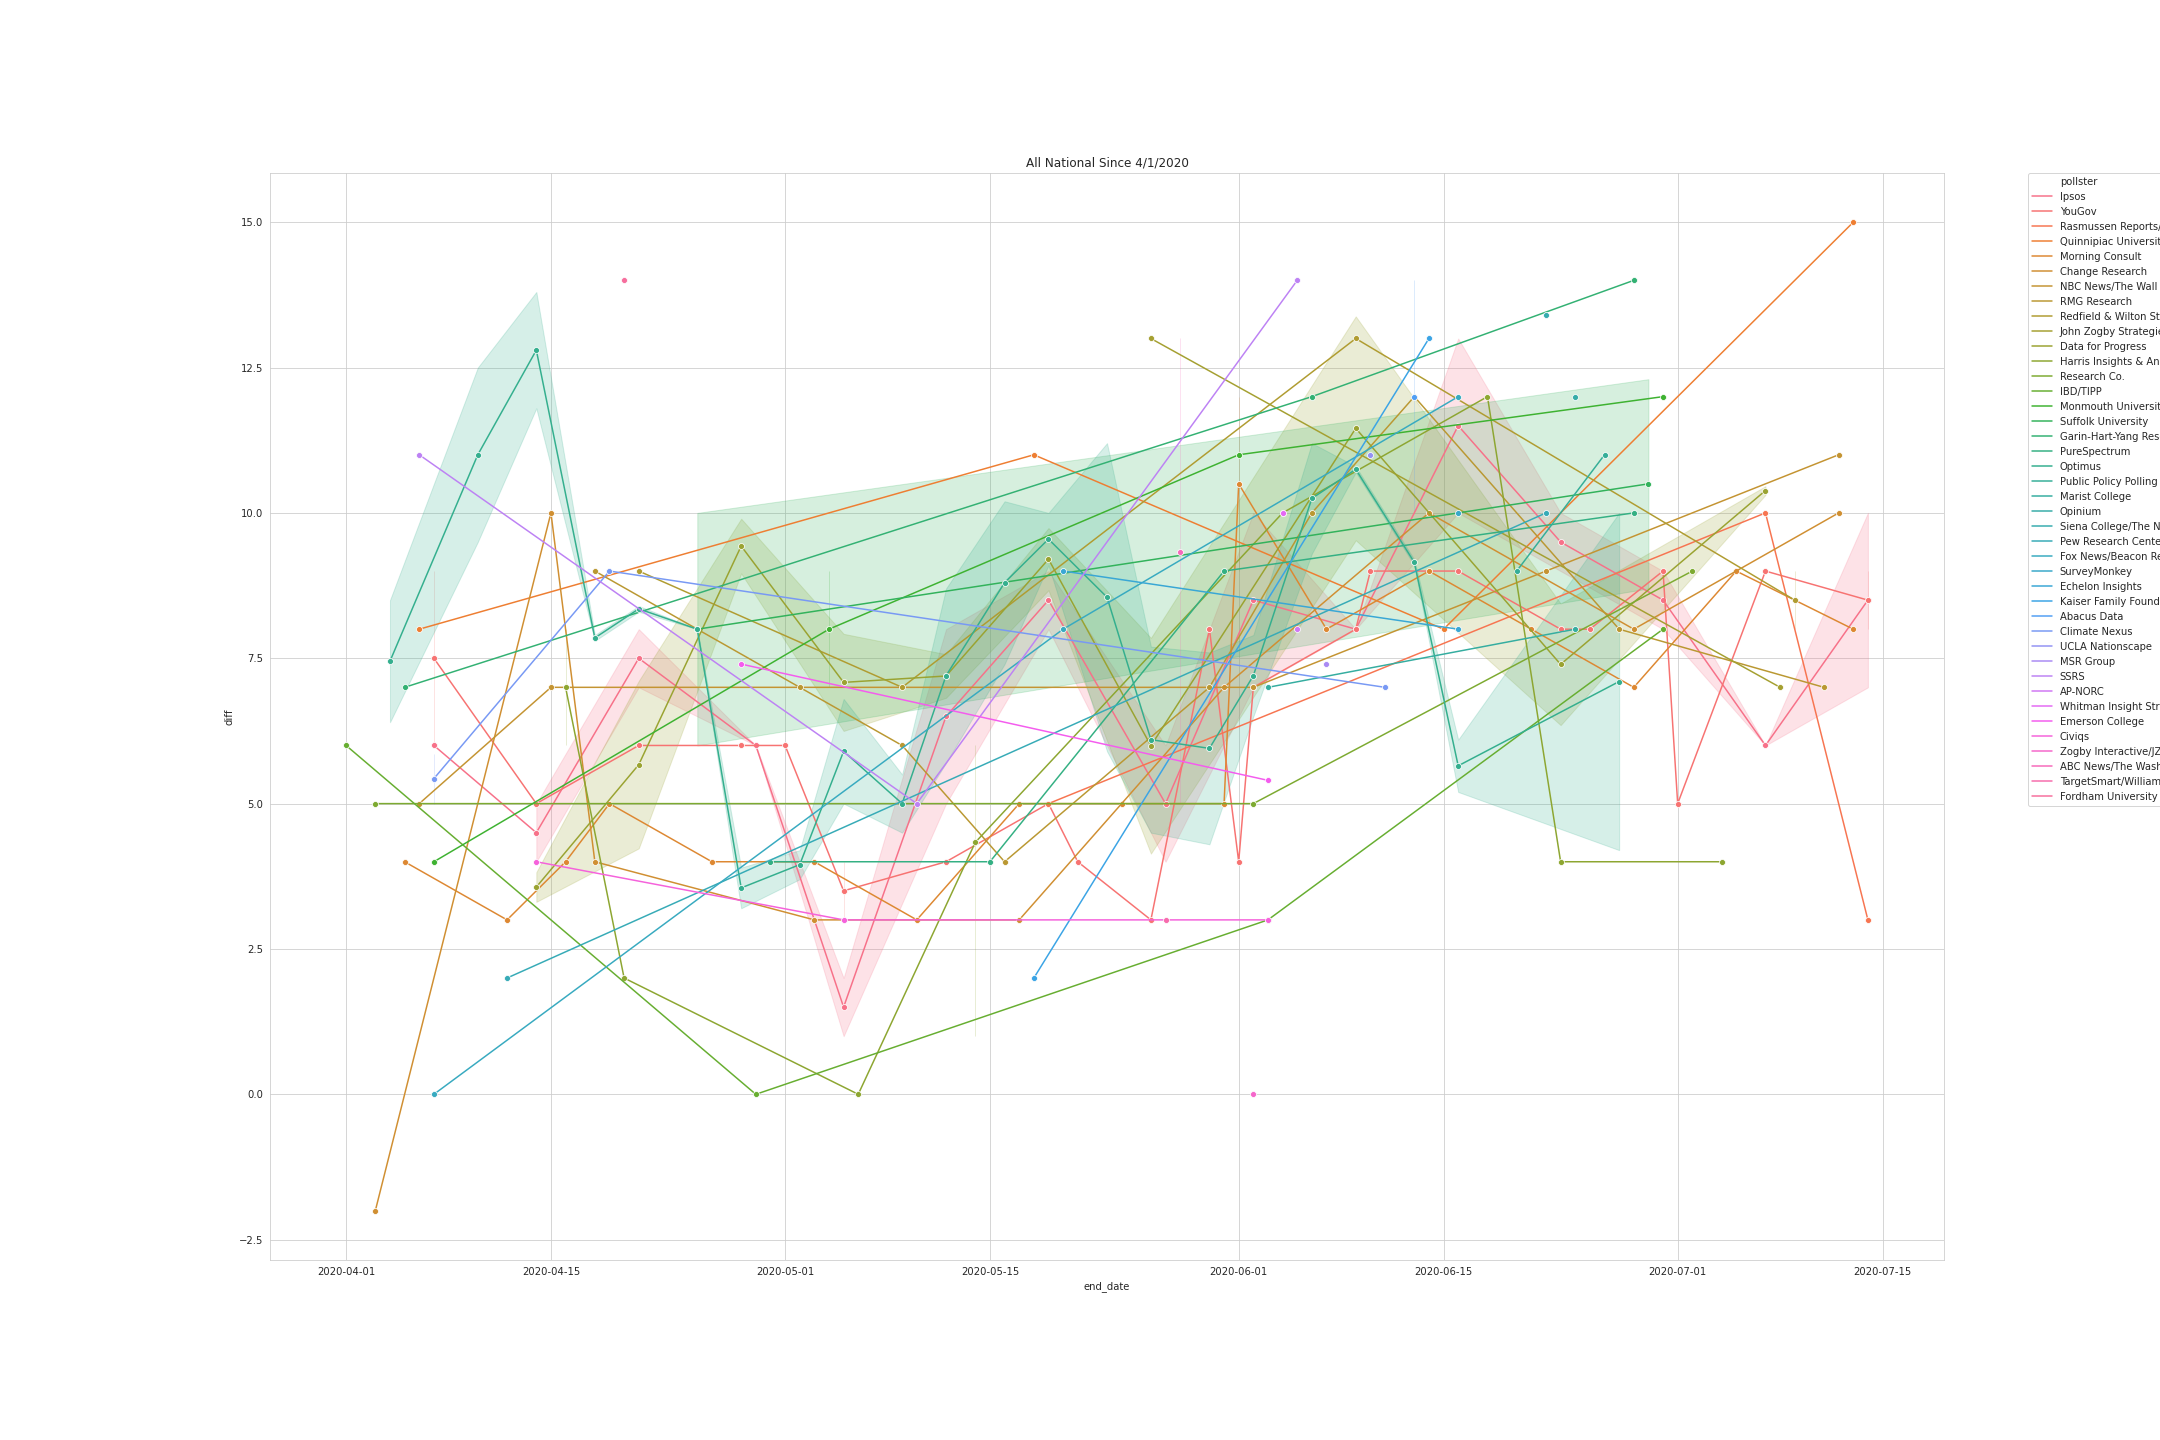 All National Since 4/1/2020
15.0
12.5
10.0
7.5
5.0
2.5
0.0
−2.5
diff
2020-04-01
2020-04-15
2020-05-01
2020-05-15
2020-06-01
2020-06-15
2020-07-01
2020-07-15
end_date
pollster
Ipsos
YouGov
Rasmussen Reports/
Quinnipiac Universit
Morning Consult
Change Research
NBC News/The Wall
RMG Research
Redfield & Wilton St
John Zogby Strategie
Data for Progress
Harris Insights & An
Research Co.
IBD/TIPP
Monmouth Universit
Suffolk University
Garin-Hart-Yang Res
PureSpectrum
Optimus
Public Policy Polling
Marist College
Opinium
Siena College/The N
Pew Research Cente
Fox News/Beacon Re
SurveyMonkey
Echelon Insights
Kaiser Family Found
Abacus Data
Climate Nexus
UCLA Nationscape
MSR Group
SSRS
AP-NORC
Whitman Insight Str
Emerson College
Civiqs
Zogby Interactive/JZ
ABC News/The Wash
TargetSmart/William
Fordham University